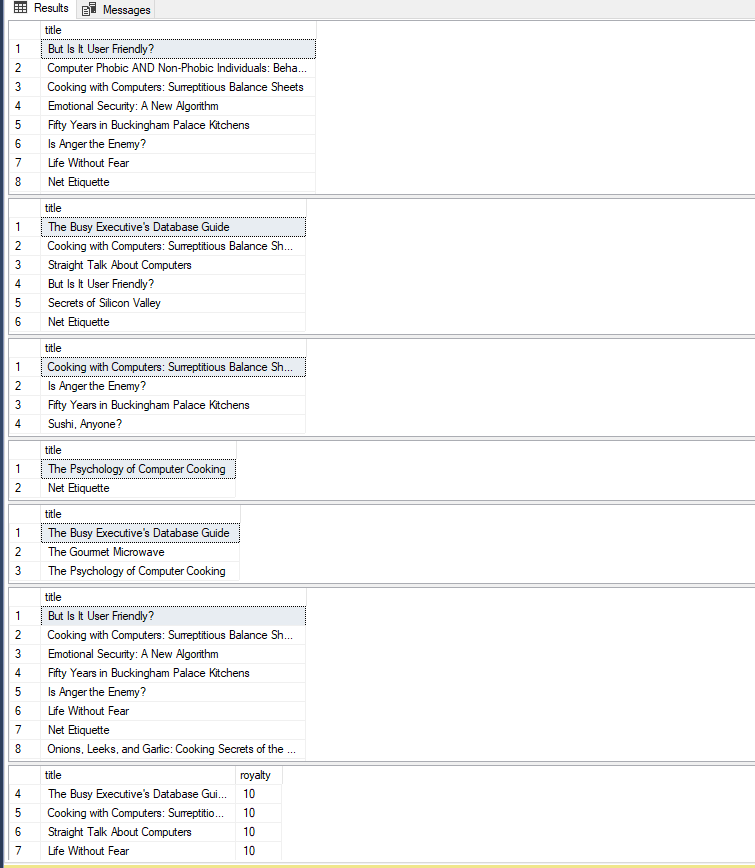 Results Messages
title
1 But Is It User Friendly?
2 Computer Phobic AND Non-Phobic Individuals: Beha...
3 Cooking with Computers: Surreptitious Balance Sheets
4 Emotional Security: A New Algorithm
5 Fifty Years in Buckingham Palace Kitchens
6 Is Anger the Enemy?
7 Life Without Fear
8 Net Etiquette
title
1 The Busy Executive's Database Guide
2 Cooking with Computers: Surreptitious Balance Sh...
3 Straight Talk About Computers
4 But Is It User Friendly?
5 Secrets of Silicon Valley
6 Net Etiquette
title
1 Cooking with Computers: Surreptitious Balance Sh...
2 Is Anger the Enemy?
3 Fifty Years in Buckingham Palace Kitchens
4 Sushi, Anyone?
title
1 The Psychology of Computer Cooking
2 Net Etiquette
title
1 The Busy Executive's Database Guide
2 The Gourmet Microwave
3 The Psychology of Computer Cooking
title
1 But Is It User Friendly?
2 Cooking with Computers: Surreptitious Balance Sh...
3 Emotional Security: A New Algorithm
4 Fifty Years in Buckingham Palace Kitchens
5 Is Anger the Enemy?
6 Life Without Fear
7 Net Etiquette
8 Onions, Leeks, and Garlic: Cooking Secrets of the ...
title royalty
4 The Busy Executive's Database Gui... 10
5 Cooking with Computers: Surreptitio... 10
6 Straight Talk About Computers 10
7 Life Without Fear 10